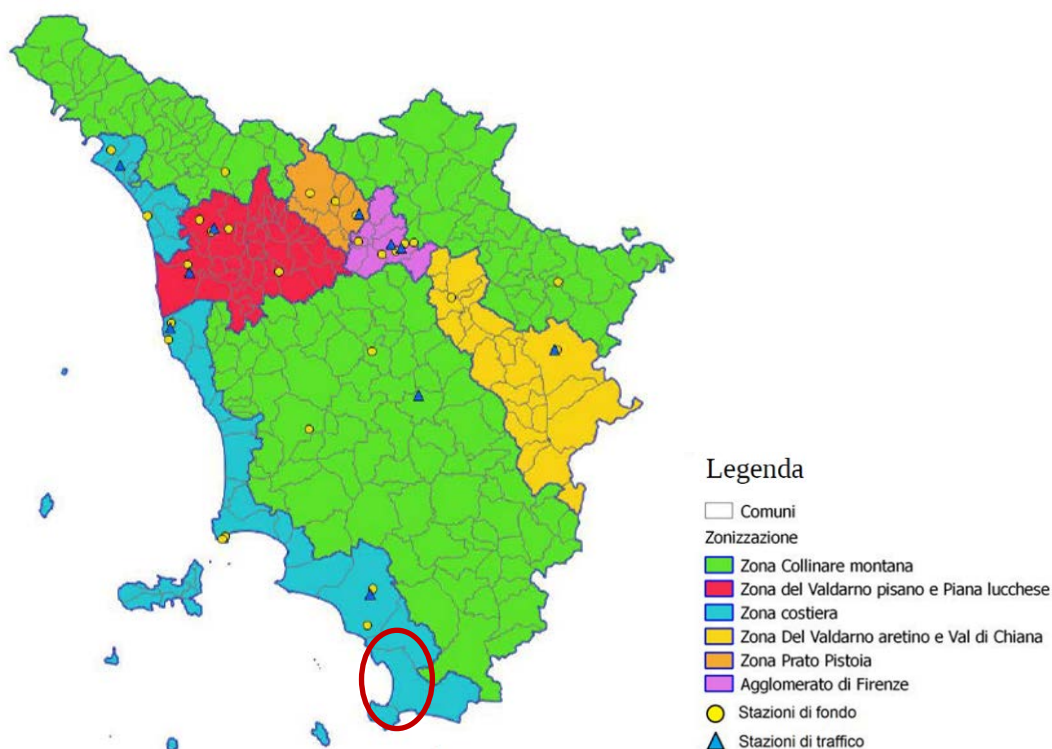 Legenda
Comuni
Zonizzazione
Zona Collinare montana
Zona del Valdarno pisano e Piana lucchese
Zona costiera
Zona Del Valdarno aretino e Val di Chiana
Zona Prato Pistoia
Agglomerato di Firenze
Stazioni di fondo
Stazioni di traffico